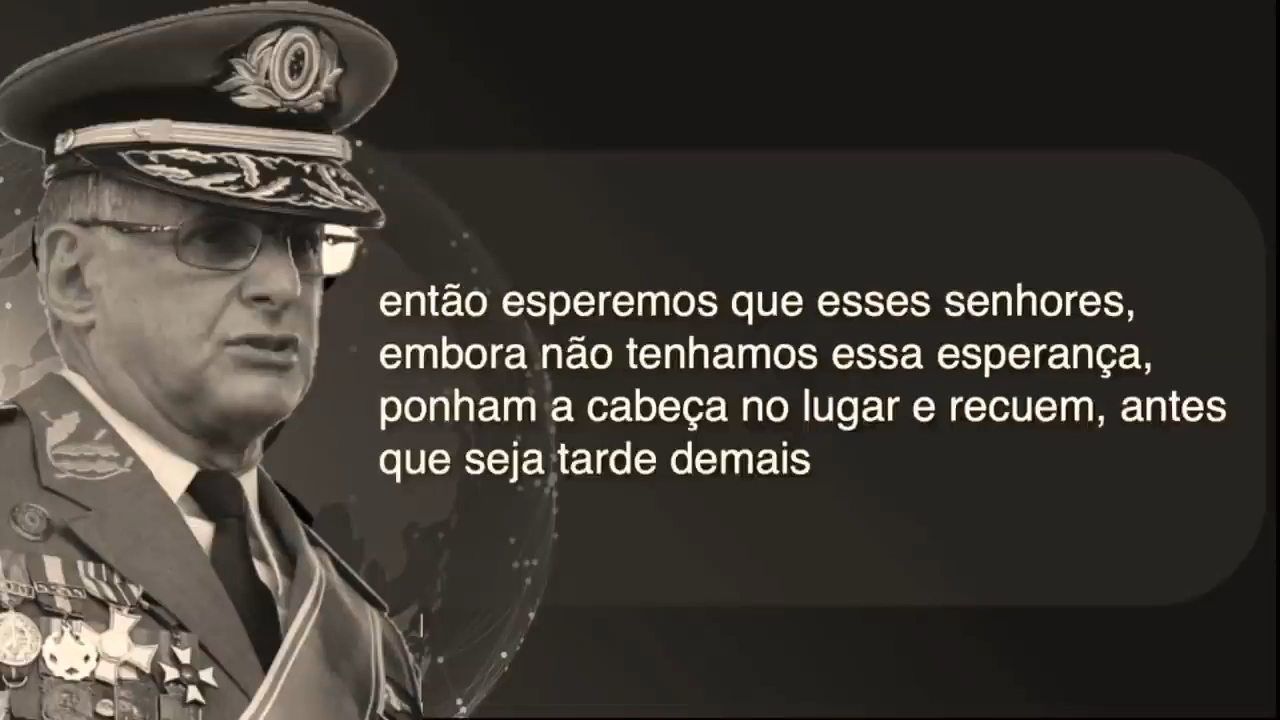 então esperemos que esses senhores,
embora não tenhamos essa esperança,
ponham a cabeça no lugar e recuem, antes
que seja tarde demais